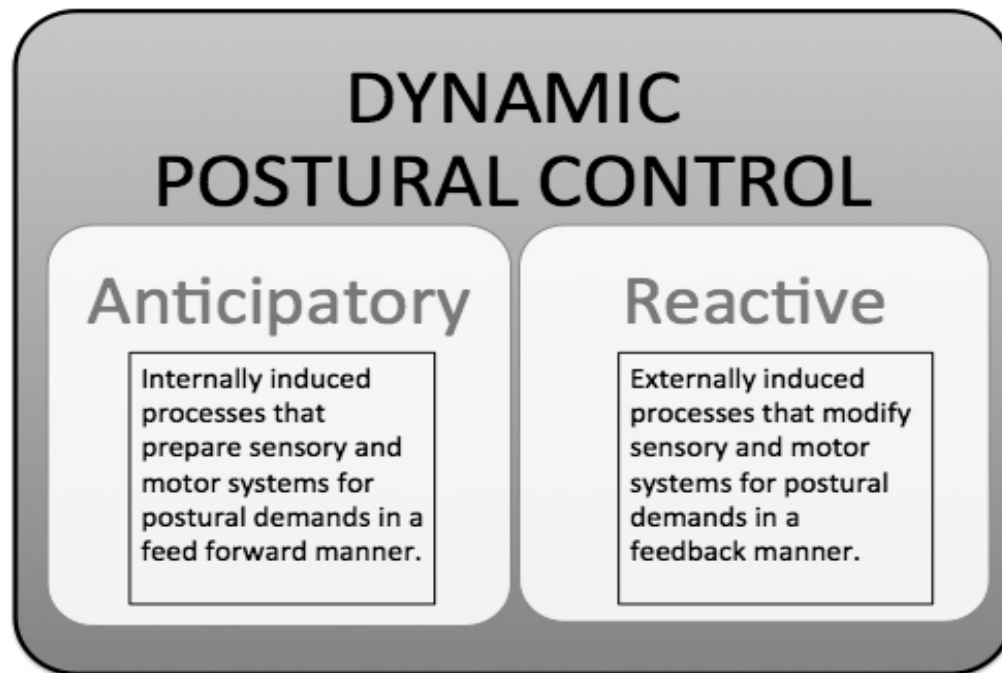 DYNAMIC
POSTURAL CONTROL
Anticipatory
Internally induced
processes that
prepare sensory and
motor systems for
postural demands in a
feed forward manner.
Reactive
Externally induced
processes that modify
sensory and motor
systems for postural
demands in a
feedback manner.